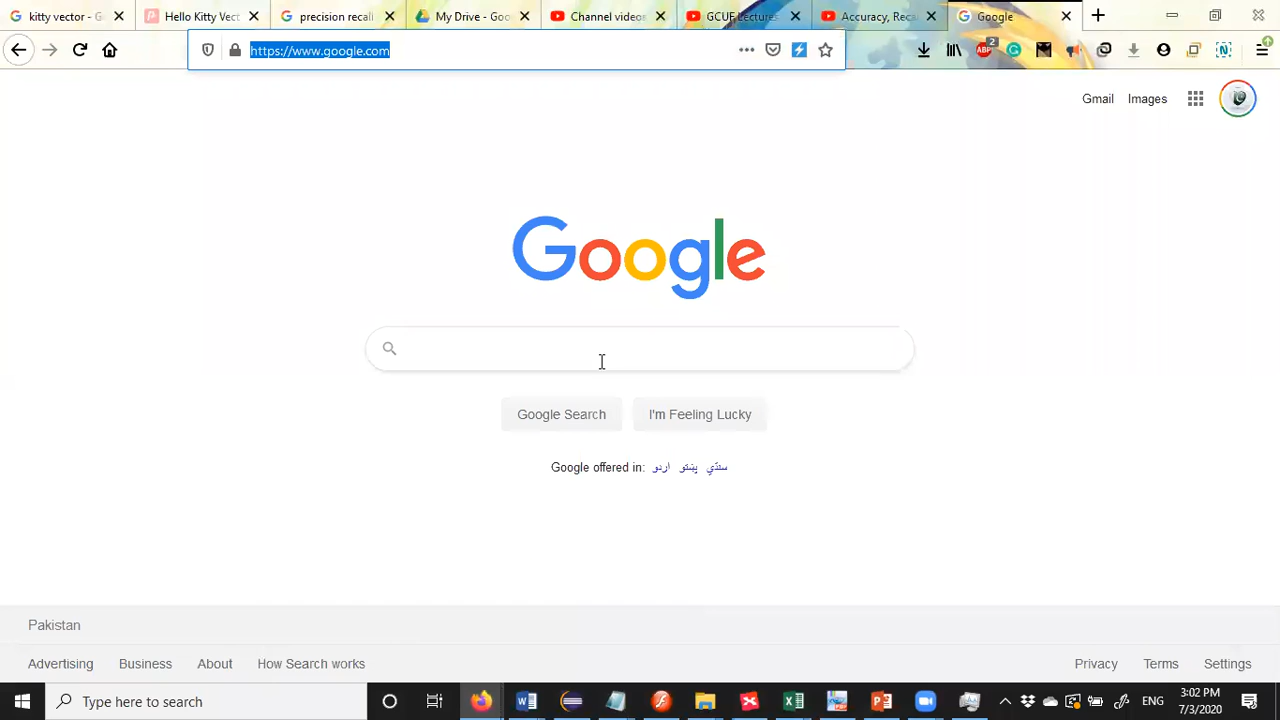 kitty vector - G
Hello Kitty Vect
precision recall
My Drive - Goo
Channel videos
GCUF Lectures
Accuracy, Reca
Google
https://www.google.com
ABP
2
Gmail
Images
Google
Google Search
I'm Feeling Lucky
Google offered in: اردو پښتو سنڌي
Pakistan
Advertising
Business
About
How Search works
Privacy
Terms
Settings
Type here to search
ENG
3:02 PM
7/3/2020